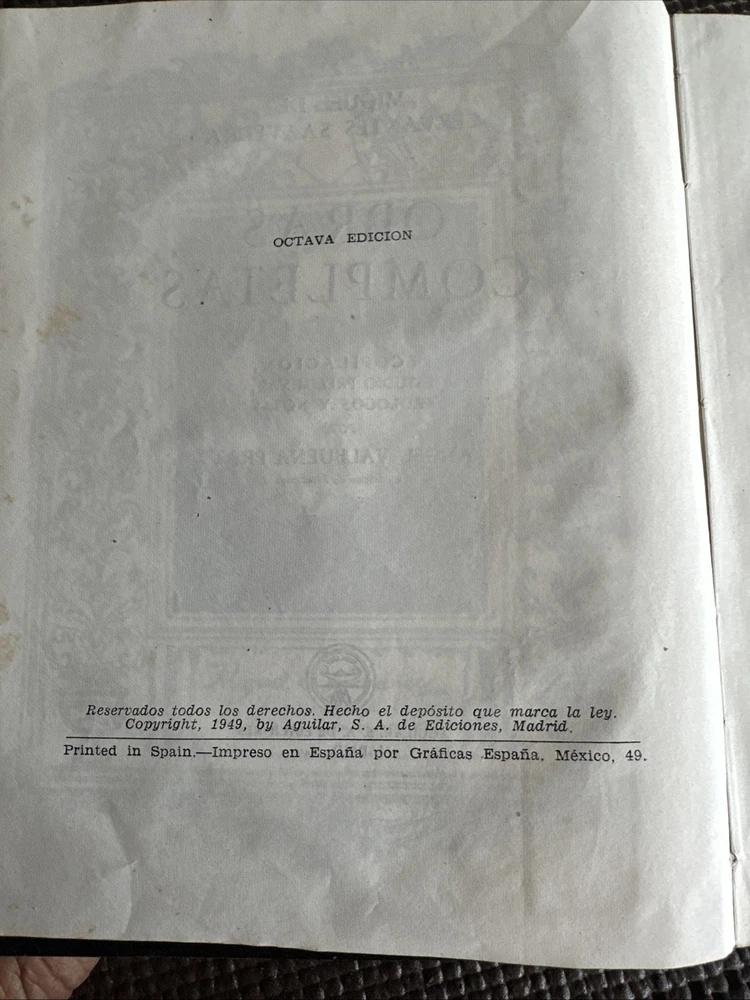 OCTAVA EDICION
Reservados todos los derechos. Hecho el depósito que marca la ley.
Copyright, 1949, by Aguilar, S. A. de Ediciones, Madrid.
Printed in Spain.—Impreso en España por Gráficas España. México, 49.